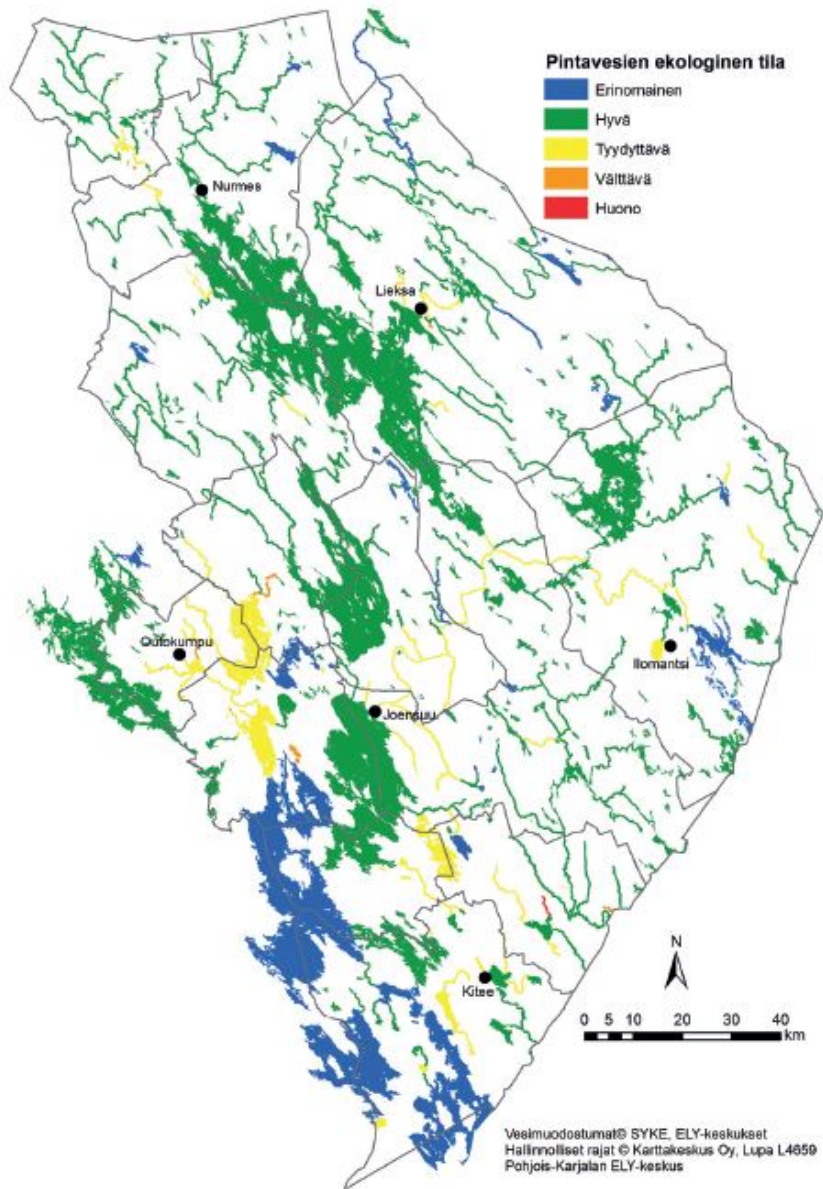 Pintavesien ekologinen tila
Erinomainen
Hyvä
Tyydyttävä
Välttävä
Huono
Nurmes
Lieksa
Outokumpu
Ilomantsi
Joensuu
Kitee
N
0 5 10 20 30 40
km
Vesimuodostumat© SYKE, ELY-keskukset
Hallinnolliset rajat © Karttakeskus Oy, Lupa L4659
Pohjois-Karjalan ELY-keskus